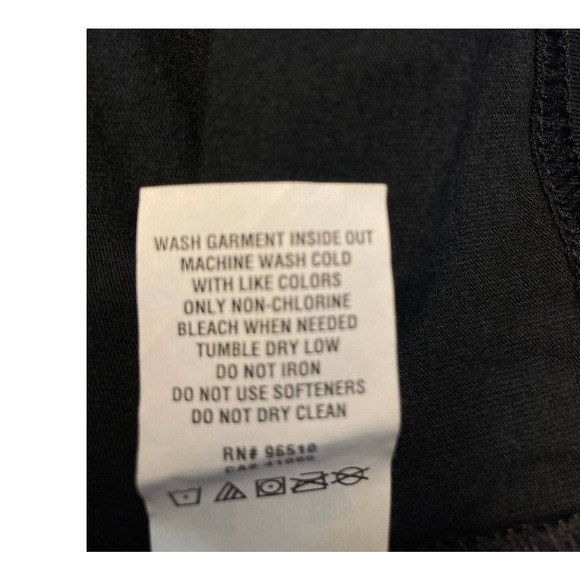 WASH GARMENT INSIDE OUT
MACHINE WASH COLD
WITH LIKE COLORS
ONLY NON-CHLORINE
BLEACH WHEN NEEDED
TUMBLE DRY LOW
DO NOT IRON
DO NOT USE SOFTENERS
DO NOT DRY CLEAN
RN# 96510